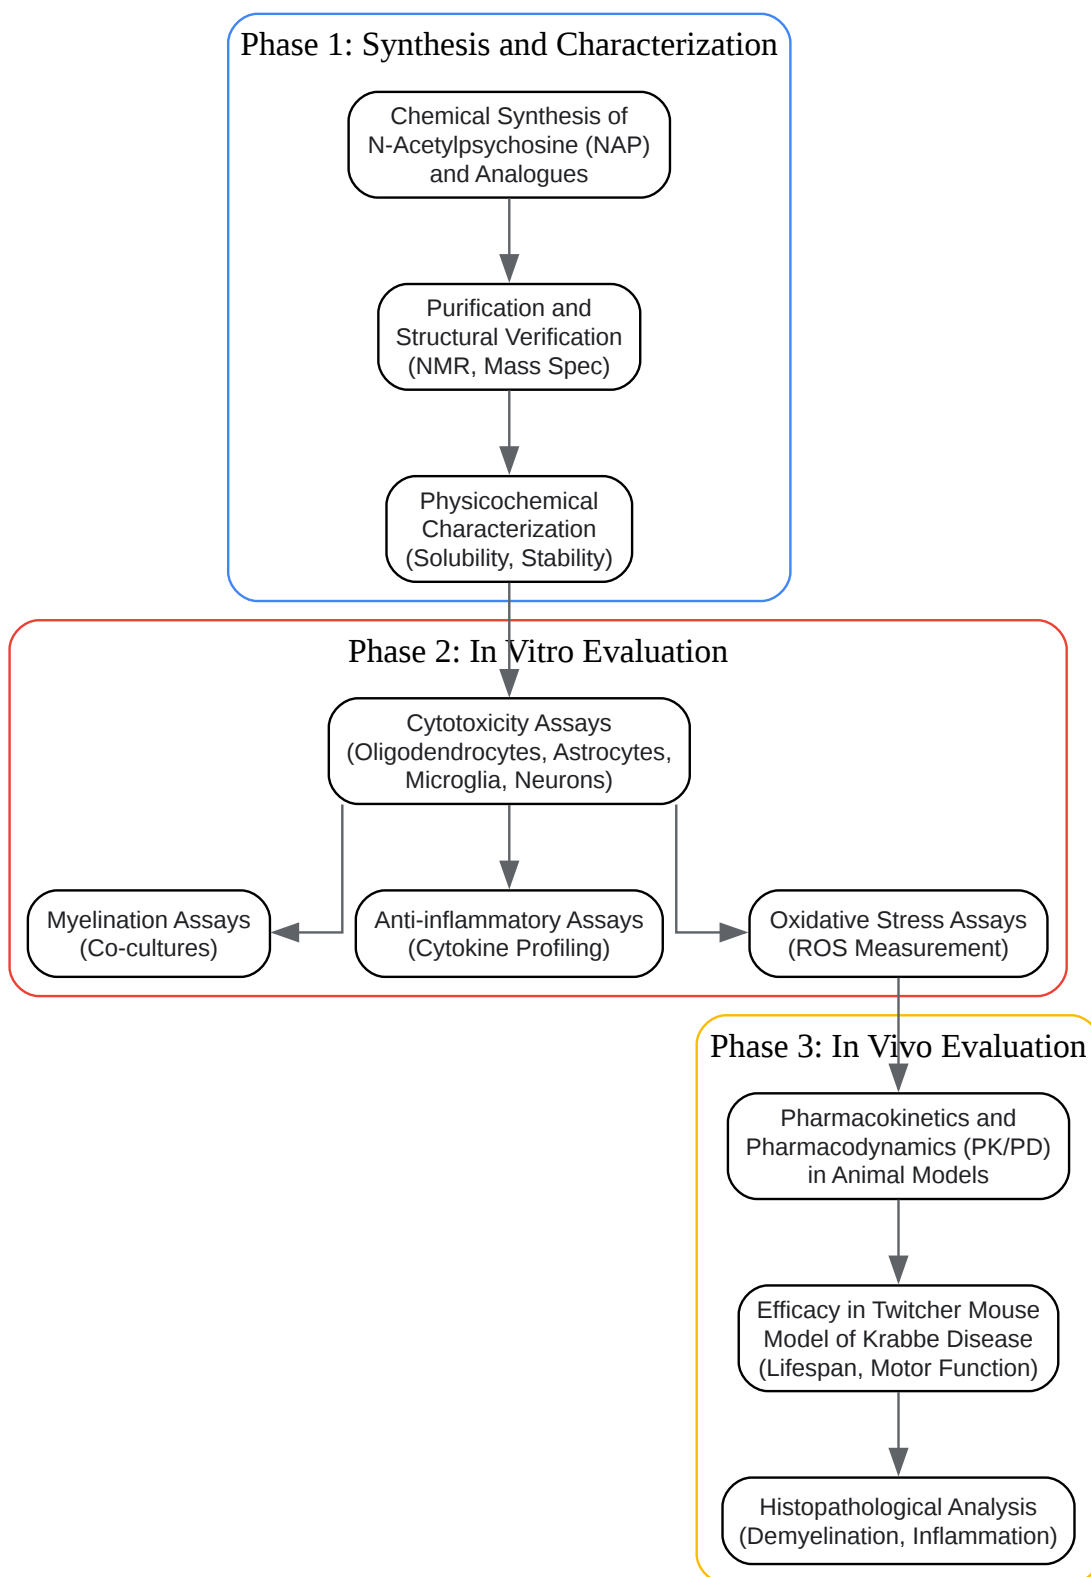 Phase 1: Synthesis and Characterization
Chemical Synthesis of
N-Acetylpsychosine (NAP)
and Analogues
Purification and
Structural Verification
(NMR, Mass Spec)
Physicochemical
Characterization
(Solubility, Stability)
Phase 2: In Vitro Evaluation
Cytotoxicity Assays
(Oligodendrocytes, Astrocytes,
Microglia, Neurons)
Myelination Assays
(Co-cultures)
Anti-inflammatory Assays
(Cytokine Profiling)
Oxidative Stress Assays
(ROS Measurement)
Phase 3: In Vivo Evaluation
Pharmacokinetics and
Pharmacodynamics (PK/PD)
in Animal Models
Efficacy in Twitcher Mouse
Model of Krabbe Disease
(Lifespan, Motor Function)
Histopathological Analysis
(Demyelination, Inflammation)